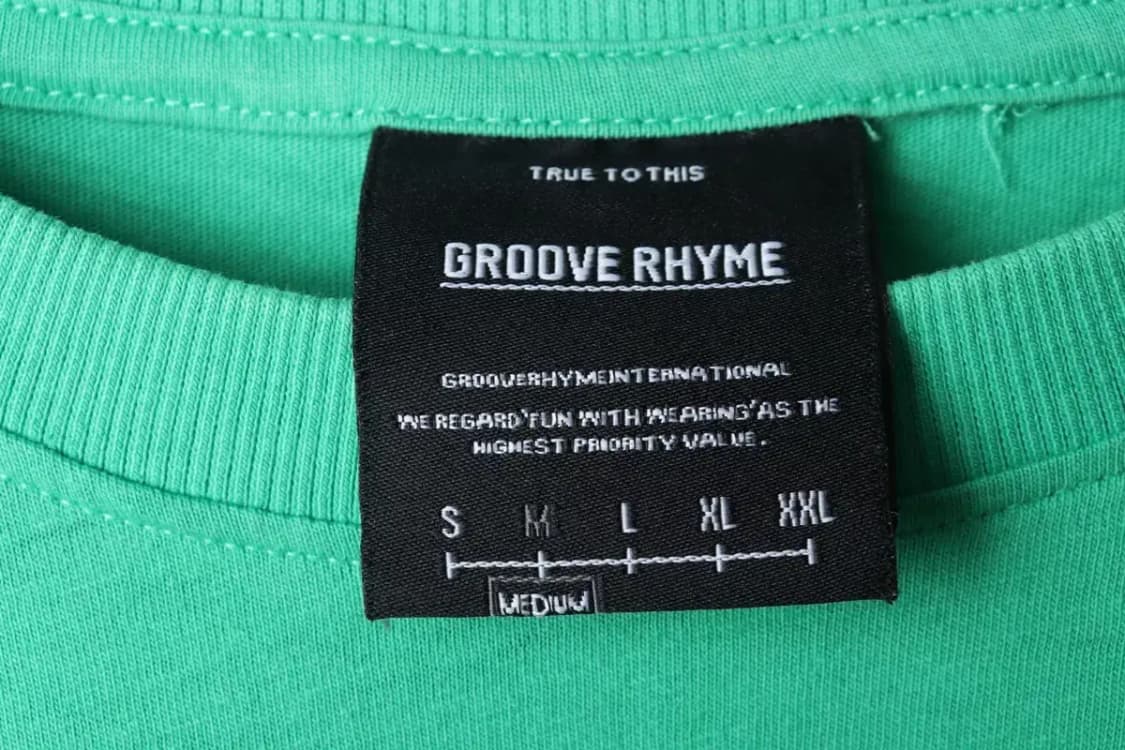 TRUE TO THIS
GROOVE RHYME
GROOVERHYMEINTERNATIONAL
WE REGARD'FUN WITH WEARING'AS THE
HIGHEST PRIORITY VALUE.
S M L XL XXL
MEDIUM